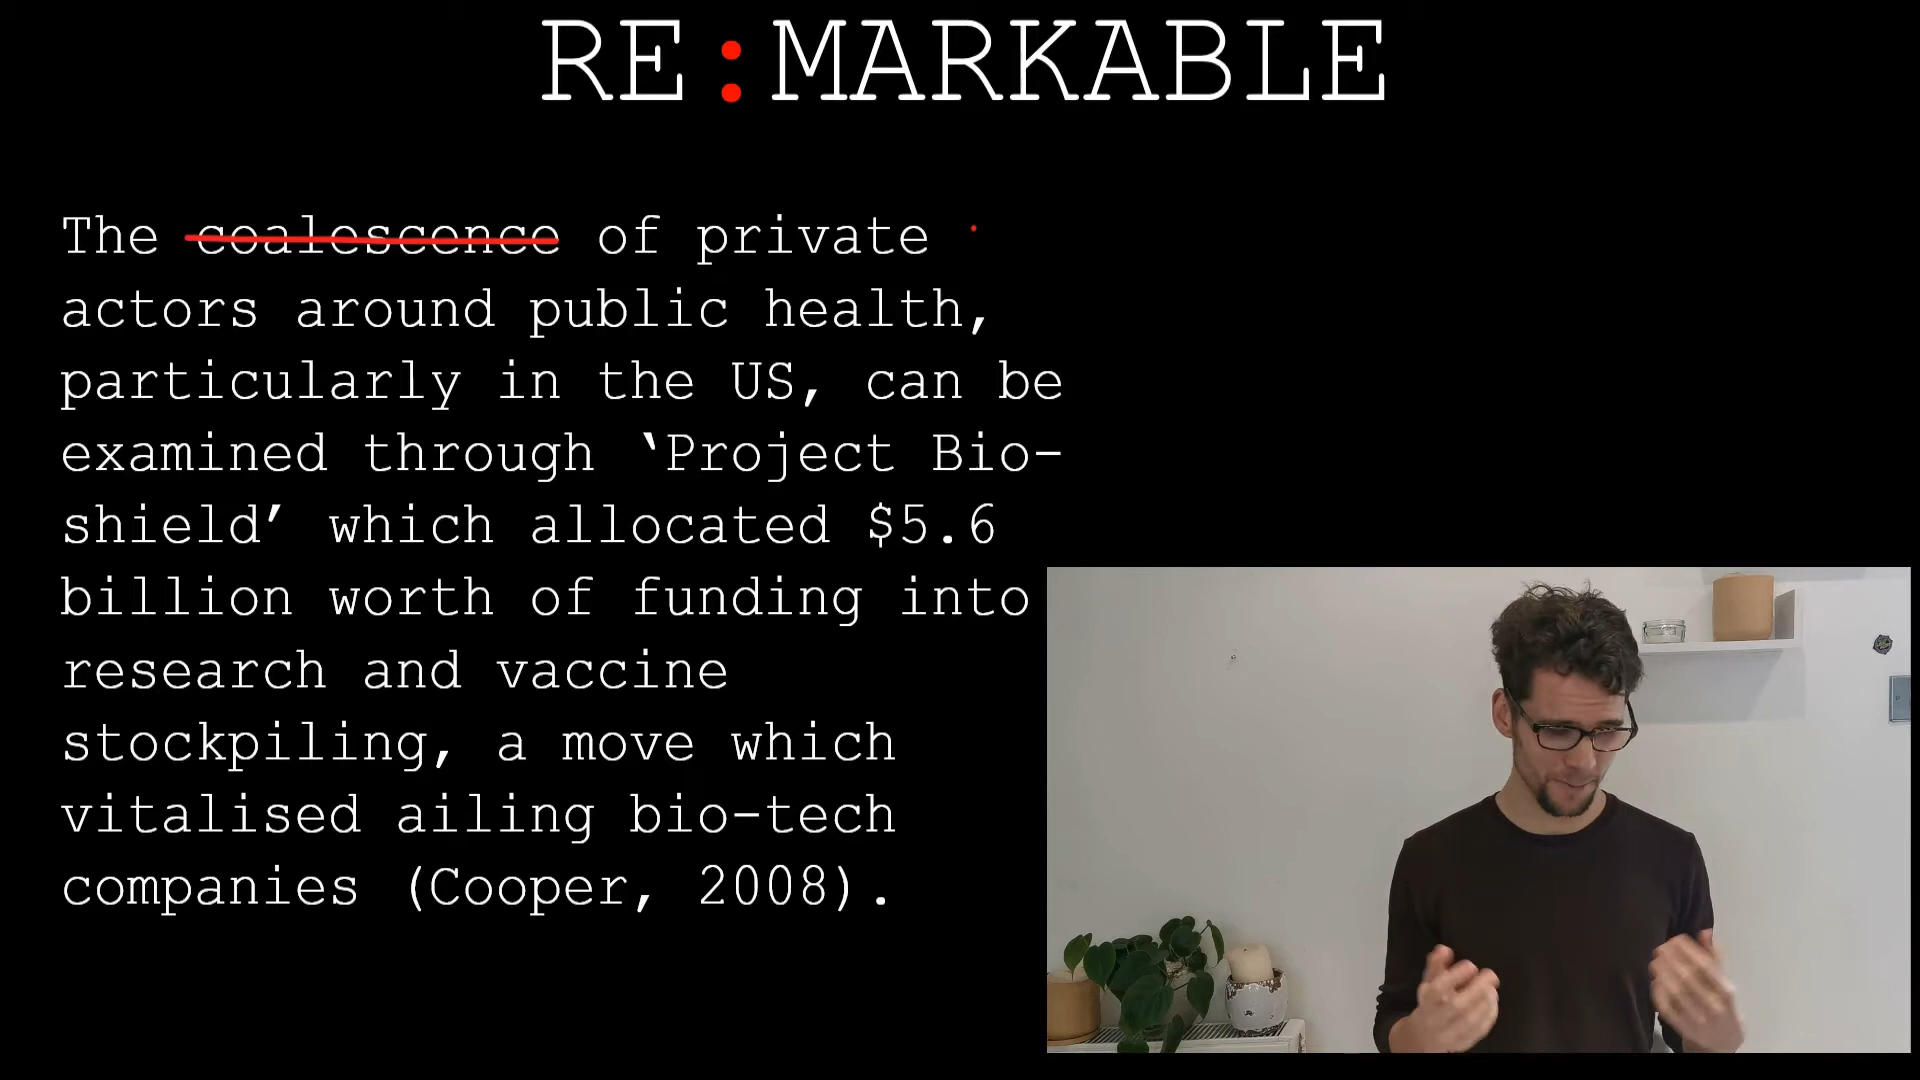 RE:MARKABLE
The coalescence of private
actors around public health,
particularly in the US, can be
examined through ‘Project Bio-
shield’ which allocated $5.6
billion worth of funding into
research and vaccine
stockpiling, a move which
vitalised ailing bio-tech
companies (Cooper, 2008).